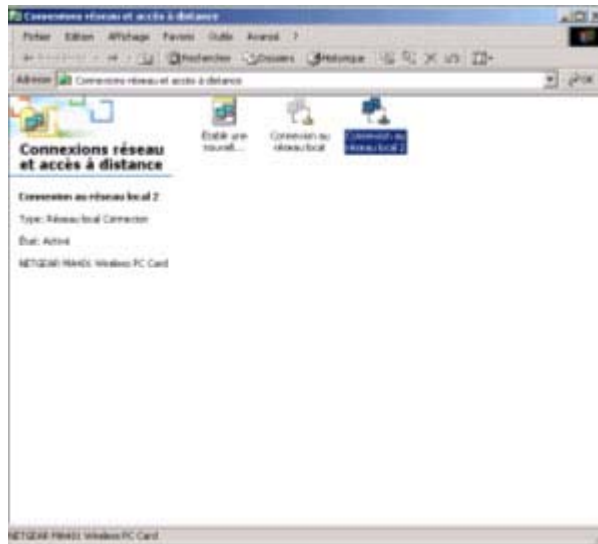 Connexions réseau et accès à distance
Fichier Edition Affichage Favoris Outils Avancé ?
Rechercher Dossiers Historique
Adresse Connexions réseau et accès à distance OK
Connexions réseau
et accès à distance
Connexion au réseau local 2
Type: Réseau local Connexion
État: Activé
NETGEAR MA401 Wireless PC Card
Établir une
nouvell...
Connexion au
réseau local
Connexion au
réseau local 2
NETGEAR MA401 Wireless PC Card